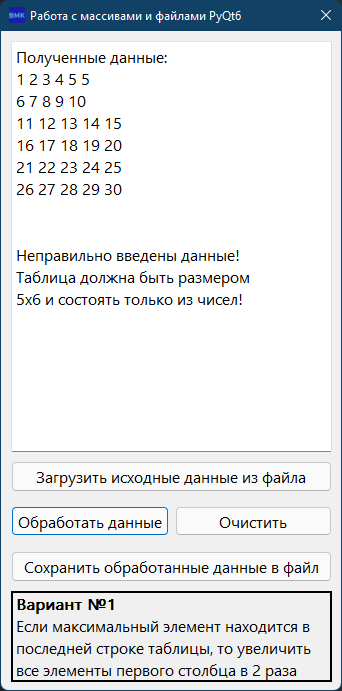 ВМК Работа с массивами и файлами PyQt6
Полученные данные:
1 2 3 4 5 5
6 7 8 9 10
11 12 13 14 15
16 17 18 19 20
21 22 23 24 25
26 27 28 29 30
Неправильно введены данные!
Таблица должна быть размером
5х6 и состоять только из чисел!
Загрузить исходные данные из файла
Обработать данные
Очистить
Сохранить обработанные данные в файл
Вариант №1
Если максимальный элемент находится в
последней строке таблицы, то увеличить
все элементы первого столбца в 2 раза